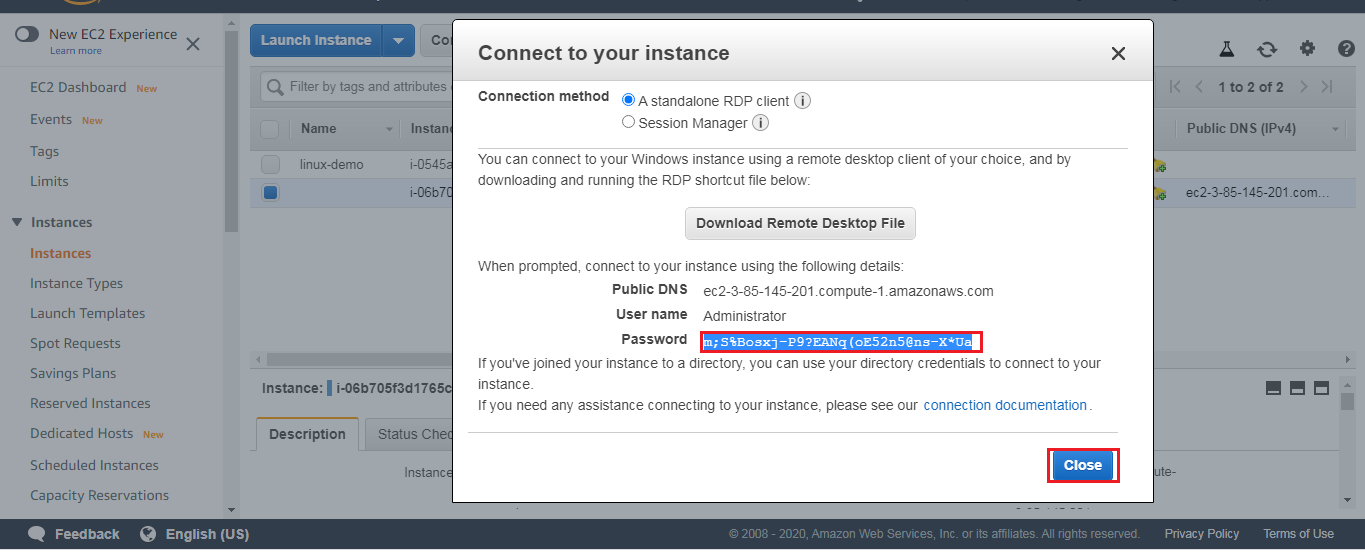 New EC2 Experience
Learn more
EC2 Dashboard New
Events New
Tags
Limits
Instances
Instances
Instance Types
Launch Templates
Spot Requests
Savings Plans
Reserved Instances
Dedicated Hosts New
Scheduled Instances
Capacity Reservations
Launch Instance
Co
Filter by tags and attributes
1 to 2 of 2
Name
Instan
Public DNS (IPv4)
linux-demo
i-0545a
i-06b70
ec2-3-85-145-201.com...
Connect to your instance
Connection method
A standalone RDP client
Session Manager
You can connect to your Windows instance using a remote desktop client of your choice, and by
downloading and running the RDP shortcut file below:
Download Remote Desktop File
When prompted, connect to your instance using the following details:
Public DNS ec2-3-85-145-201.compute-1.amazonaws.com
User name Administrator
Password m;S%Bosxj-P9?EANq(oE52n5@ns-X*Ua
If you've joined your instance to a directory, you can use your directory credentials to connect to your
instance.
If you need any assistance connecting to your instance, please see our connection documentation.
Close
Instance: i-06b705f3d1765c
Description
Status Chec
Instance
ute-
Feedback
English (US)
© 2008 - 2020, Amazon Web Services, Inc. or its affiliates. All rights reserved.
Privacy Policy
Terms of Use